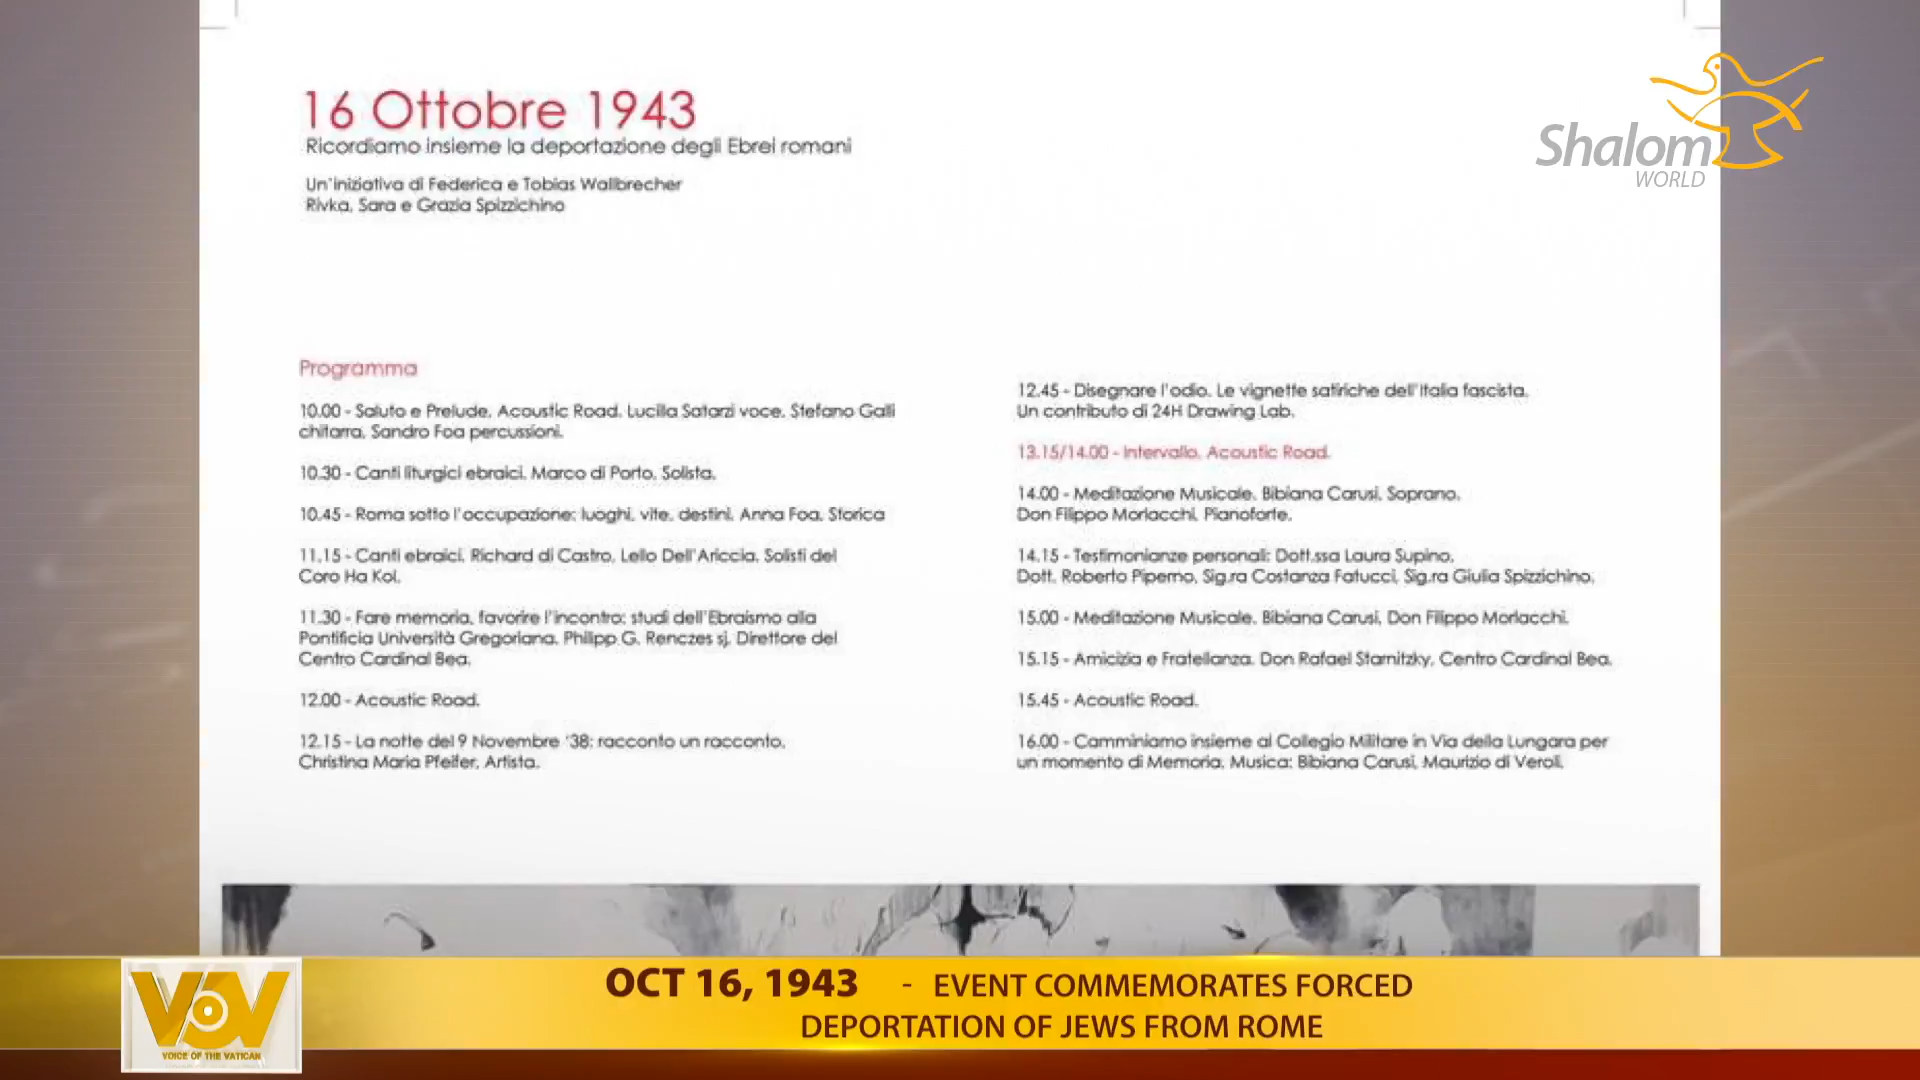 16 Ottobre 1943
Ricordiamo insieme la deportazione degli Ebrei romani
Un'iniziativa di Federica e Tobias Wallbrecher
Rivka, Sara e Grazia Spizzichino
Shalom
WORLD
Programma
10.00 - Saluto e Prelude. Acoustic Road. Lucilla Satarzi voce. Stefano Galli
chitarra, Sandro Foa percussioni.
10.30 - Canti liturgici ebraici. Marco di Porto, Solista.
10.45 - Roma sotto l'occupazione: luoghi, vite, destini. Anna Foa, Storica
11.15 - Canti ebraici. Richard di Castro, Lello Dell'Ariccia, Solisti del
Coro Ha Kol.
11.30 - Fare memoria, favorire l'incontro: studi dell'Ebraismo alla
Pontificia Università Gregoriana. Philipp G. Renczes sj, Direttore del
Centro Cardinal Bea.
12.00 - Acoustic Road.
12.15 - La notte del 9 Novembre '38: racconto un racconto.
Christina Maria Pfeifer, Artista.
12.45 - Disegnare l'odio. Le vignette satiriche dell'Italia fascista.
Un contributo di 24H Drawing Lab.
13.15/14.00 - Intervallo. Acoustic Road.
14.00 - Meditazione Musicale. Bibiana Carusi, Soprano.
Don Filippo Morlacchi, Pianoforte.
14.15 - Testimonianze personali: Dott.ssa Laura Supino,
Dott. Roberto Piperno, Sig.ra Costanza Fatucci, Sig.ra Giulia Spizzichino.
15.00 - Meditazione Musicale. Bibiana Carusi, Don Filippo Morlacchi.
15.15 - Amicizia e Fratellanza. Don Rafael Starnitzky, Centro Cardinal Bea.
15.45 - Acoustic Road.
16.00 - Camminiamo insieme al Collegio Militare in Via della Lungara per
un momento di Memoria. Musica: Bibiana Carusi, Maurizio di Veroli.
VOV
VOICE OF THE VATICAN
OCT 16, 1943 - EVENT COMMEMORATES FORCED
DEPORTATION OF JEWS FROM ROME